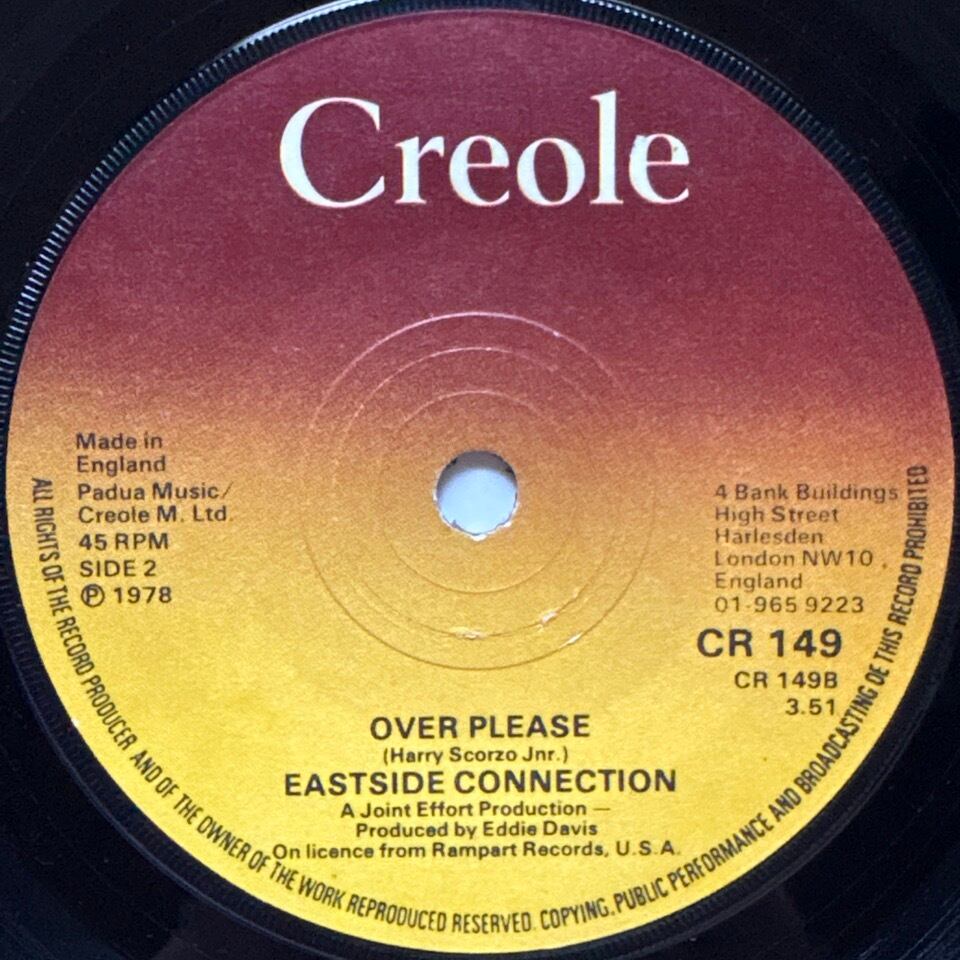 Creole
Made in
England
Padua Music/
Creole M. Ltd.
45 RPM
SIDE 2
Ⓟ 1978
4 Bank Buildings
High Street
Harlesden
London NW10,
England
01-965 9223
CR 149
CR 149B
3.51
OVER PLEASE
(Harry Scorzo Jnr.)
EASTSIDE CONNECTION
A Joint Effort Production —
Produced by Eddie Davis
On licence from Rampart Records, U.S.A.
ALL RIGHTS OF THE RECORD PRODUCER AND OF THE OWNER OF THE WORK REPRODUCED RESERVED. COPYING, PUBLIC PERFORMANCE AND BROADCASTING OE THIS RECORD PROHIBITED